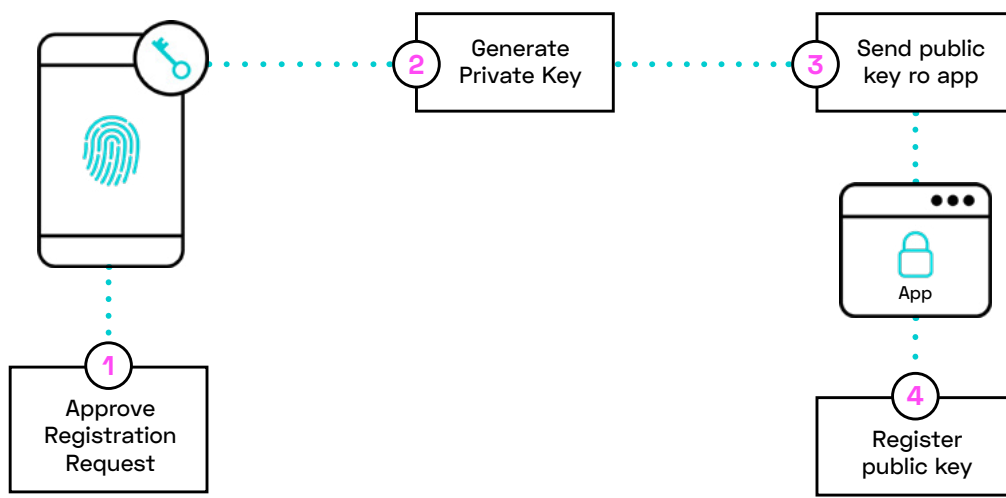 1
Approve
Registration
Request
2
Generate
Private Key
3
Send public
key ro app
App
4
Register
public key